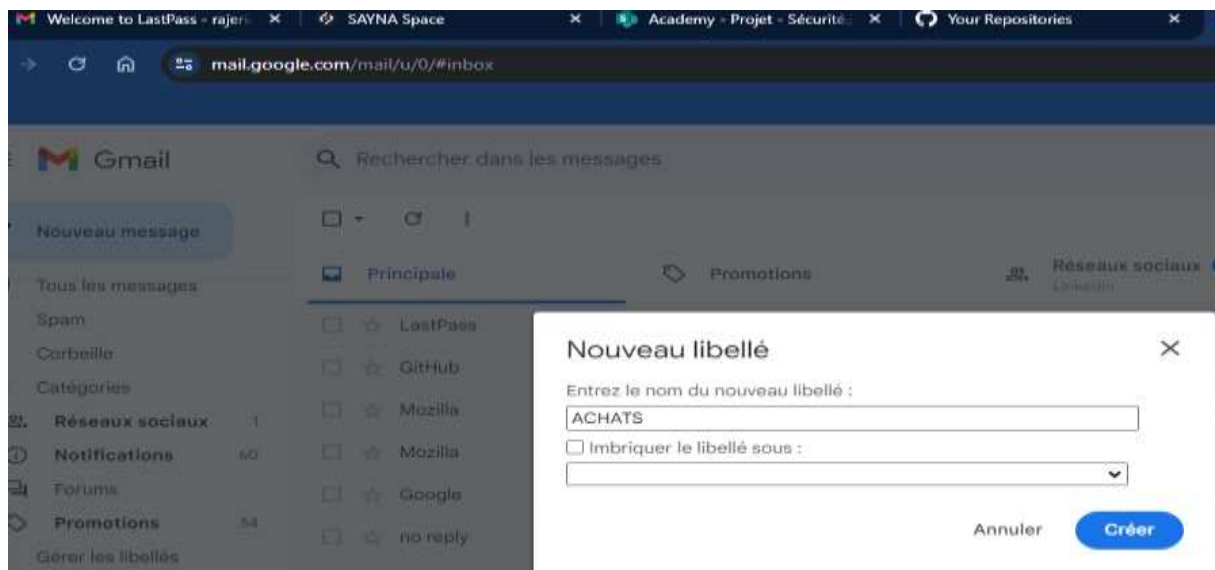 Welcome to LastPass - rajeri
SAYNA Space
Academy - Projet - Sécurité
Your Repositories
mail.google.com/mail/u/0/#inbox
Gmail
Rechercher dans les messages
Nouveau message
Principale
Promotions
Réseaux sociaux
LinkedIn
Tous les messages
Spam
Corbeille
Catégories
Réseaux sociaux 1
Notifications 60
Forums
Promotions 54
Gérer les libellés
LastPass
GitHub
Mozilla
Mozilla
Google
no reply
Nouveau libellé
Entrez le nom du nouveau libellé :
ACHATS
Imbriquer le libellé sous :
Annuler
Créer